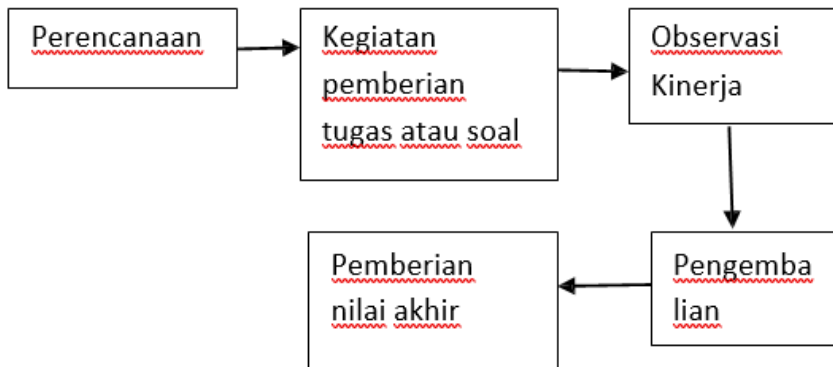 Perencanaan
Kegiatan
pemberian
tugas atau soal
Observasi
Kinerja
Pengemba
lian
Pemberian
nilai akhir